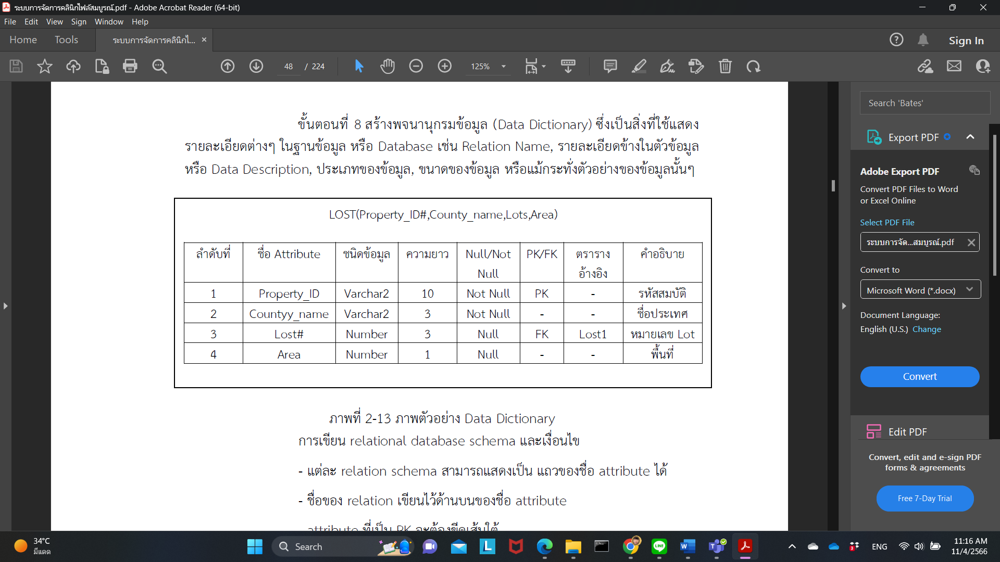 ระบบการจัดการคลินิกไฟล์สมบูรณ์.pdf - Adobe Acrobat Reader (64-bit)
File Edit View Sign Window Help
Home Tools ระบบการจัดการคลินิกไ... × Sign In
48 / 224 125%
ขั้นตอนที่ 8 สร้างพจนานุกรมข้อมูล (Data Dictionary) ซึ่งเป็นสิ่งที่ใช้แสดง
รายละเอียดต่างๆ ในฐานข้อมูล หรือ Database เช่น Relation Name, รายละเอียดข้างในตัวข้อมูล
หรือ Data Description, ประเภทของข้อมูล, ขนาดของข้อมูล หรือแม้กระทั่งตัวอย่างของข้อมูลนั้นๆ
LOST(Property_ID#,County_name,Lots,Area)
ลำดับที่ ชื่อ Attribute ชนิดข้อมูล ความยาว Null/Not Null PK/FK ตราราง อ้างอิง คำอธิบาย
1 Property_ID Varchar2 10 Not Null PK - รหัสสมบัติ
2 Countyy_name Varchar2 3 Not Null - - ชื่อประเทศ
3 Lost# Number 3 Null FK Lost1 หมายเลข Lot
4 Area Number 1 Null - - พื้นที่
ภาพที่ 2-13 ภาพตัวอย่าง Data Dictionary
การเขียน relational database schema และเงื่อนไข
- แต่ละ relation schema สามารถแสดงเป็น แถวของชื่อ attribute ได้
- ชื่อของ relation เขียนไว้ด้านบนของชื่อ attribute
- attribute ที่เป็น PK จะต้องขีดเส้นใต้
Search 'Bates'
Export PDF
Adobe Export PDF
Convert PDF Files to Word
or Excel Online
Select PDF File
ระบบการจัด...สมบูรณ์.pdf
Convert to
Microsoft Word (*.docx)
Document Language:
English (U.S.) Change
Convert
Edit PDF
Convert, edit and e-sign PDF
forms & agreements
Free 7-Day Trial
34°C
มีแดด
Search
ENG
11:16 AM
11/4/2566